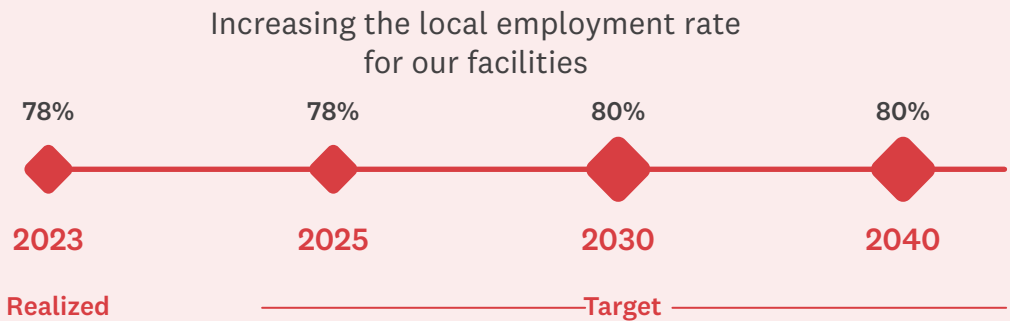 Increasing the local employment rate
for our facilities
78% 78% 80% 80%
2023 2025 2030 2040
Realized Target